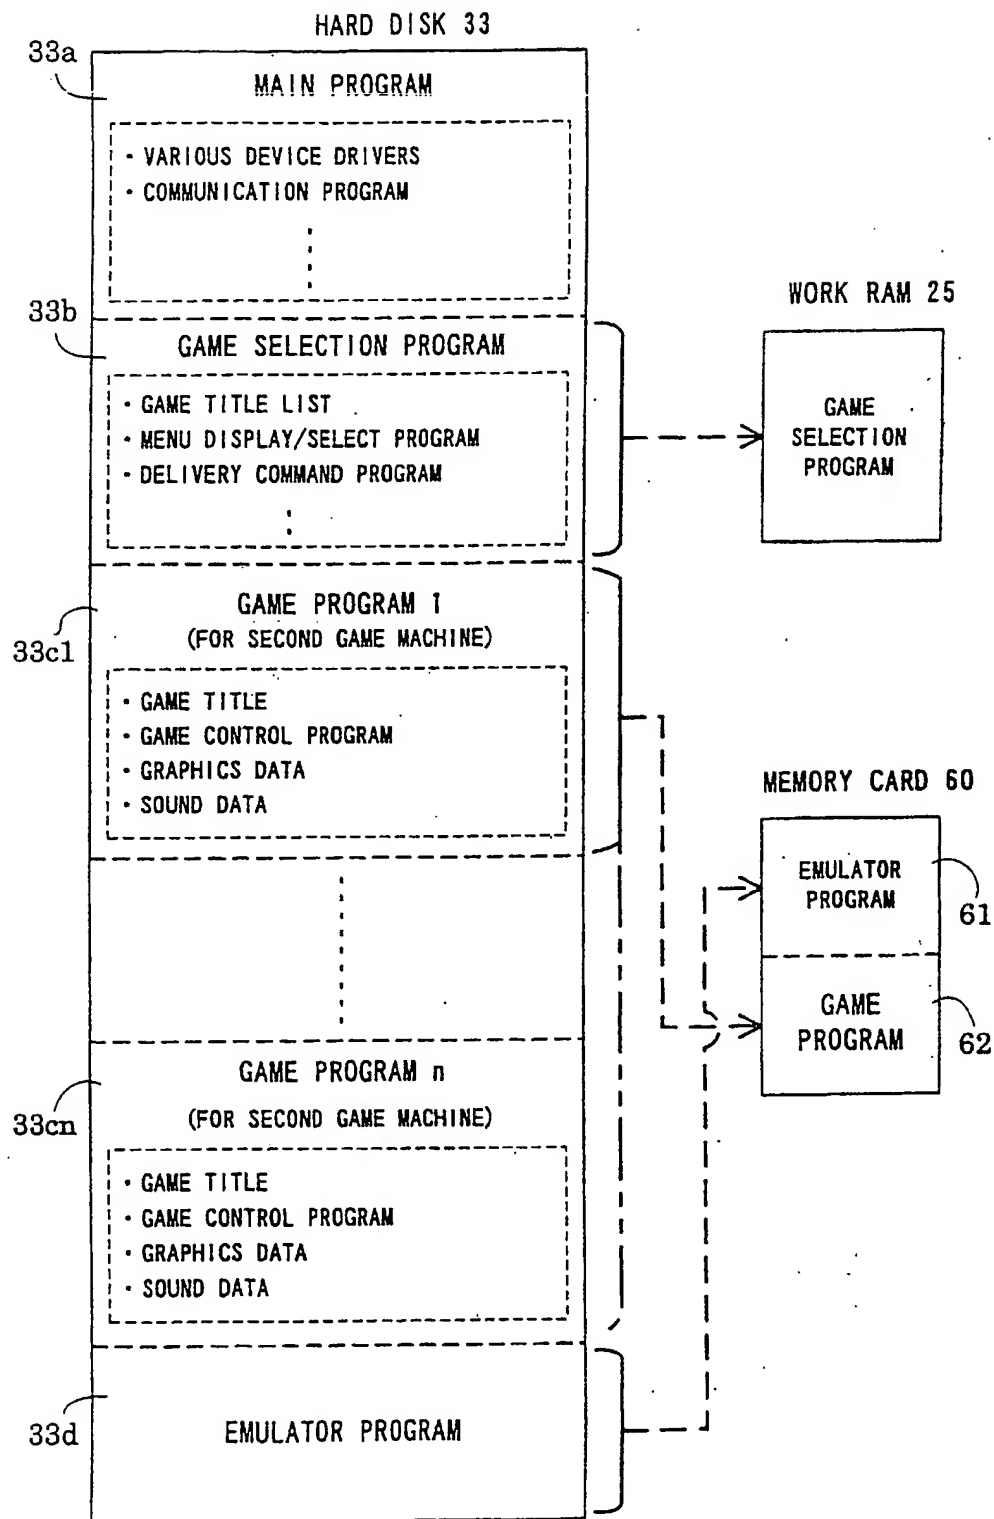 HARD DISK 33
33a
MAIN PROGRAM
· VARIOUS DEVICE DRIVERS
· COMMUNICATION PROGRAM
33b
GAME SELECTION PROGRAM
· GAME TITLE LIST
· MENU DISPLAY/SELECT PROGRAM
· DELIVERY COMMAND PROGRAM
WORK RAM 25
GAME
SELECTION
PROGRAM
33c1
GAME PROGRAM 1
(FOR SECOND GAME MACHINE)
· GAME TITLE
· GAME CONTROL PROGRAM
· GRAPHICS DATA
· SOUND DATA
MEMORY CARD 60
EMULATOR
PROGRAM
61
GAME
PROGRAM
62
33cn
GAME PROGRAM n
(FOR SECOND GAME MACHINE)
· GAME TITLE
· GAME CONTROL PROGRAM
· GRAPHICS DATA
· SOUND DATA
33d
EMULATOR PROGRAM